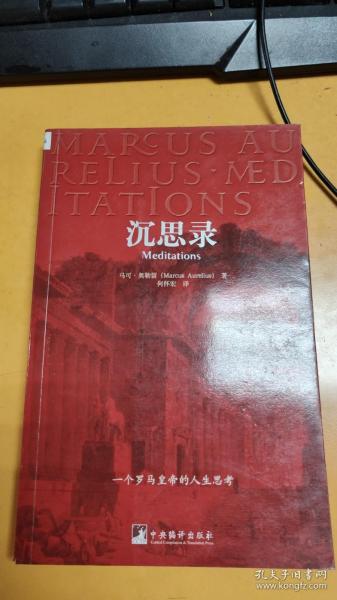 MARCUS AU
RELIUS·MED
ITATIONS
沉思录
Meditations
马可·奥勒留（Marcus Aurelius） 著
何怀宏 译
一个罗马皇帝的人生思考
中央编译出版社
Central Compilation & Translation Press
孔夫子旧书网
kongfz.com